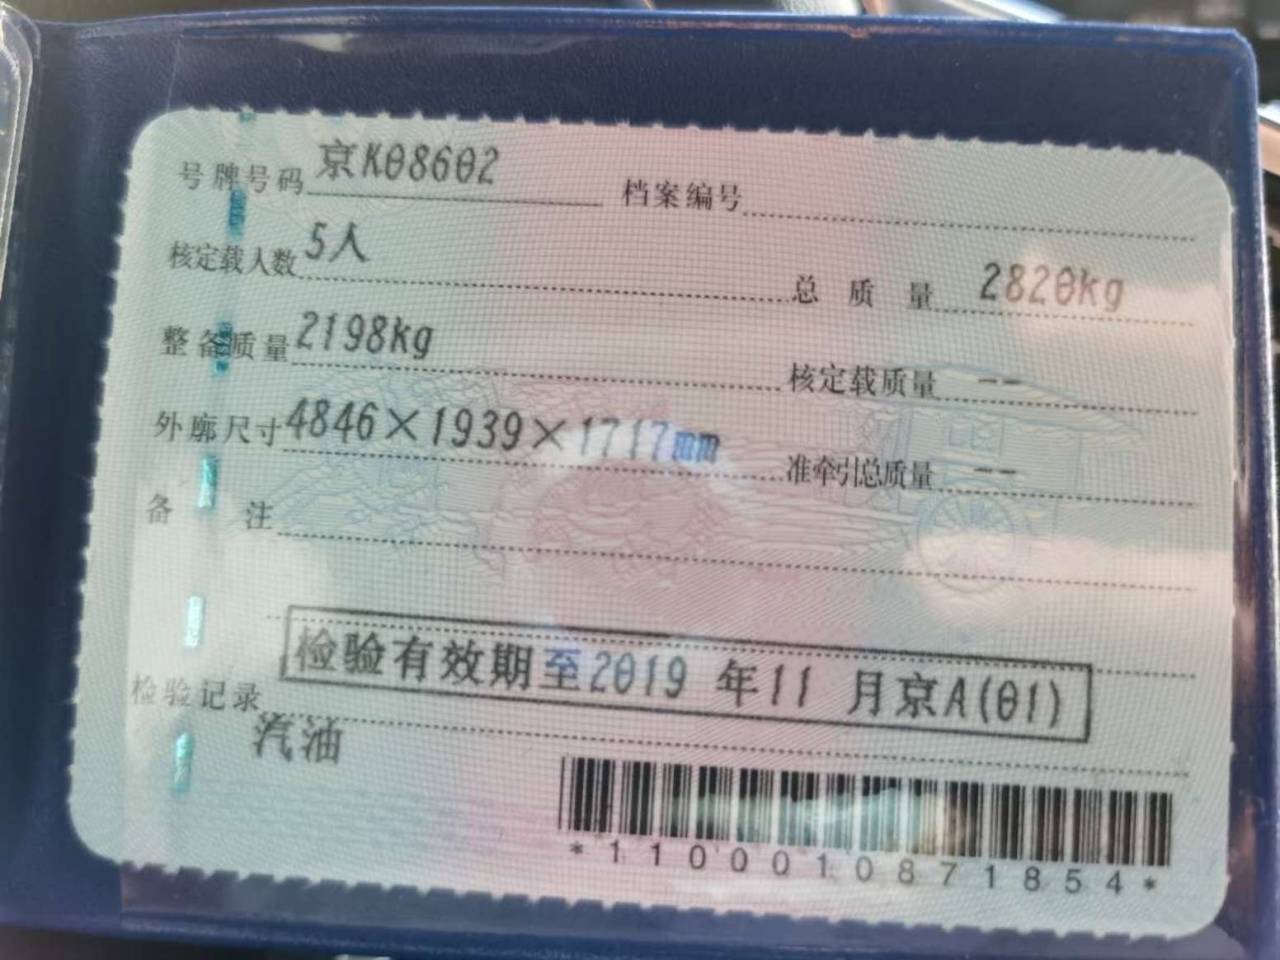 号牌号码 京K08602 档案编号
核定载人数 5人 总质量 2820kg
整备质量 2198kg 核定载质量 --
外廓尺寸 4846×1939×1717mm 准牵引总质量 --
备注
检验有效期至2019年11月京A(01)
检验记录
汽油
*1100010871854*